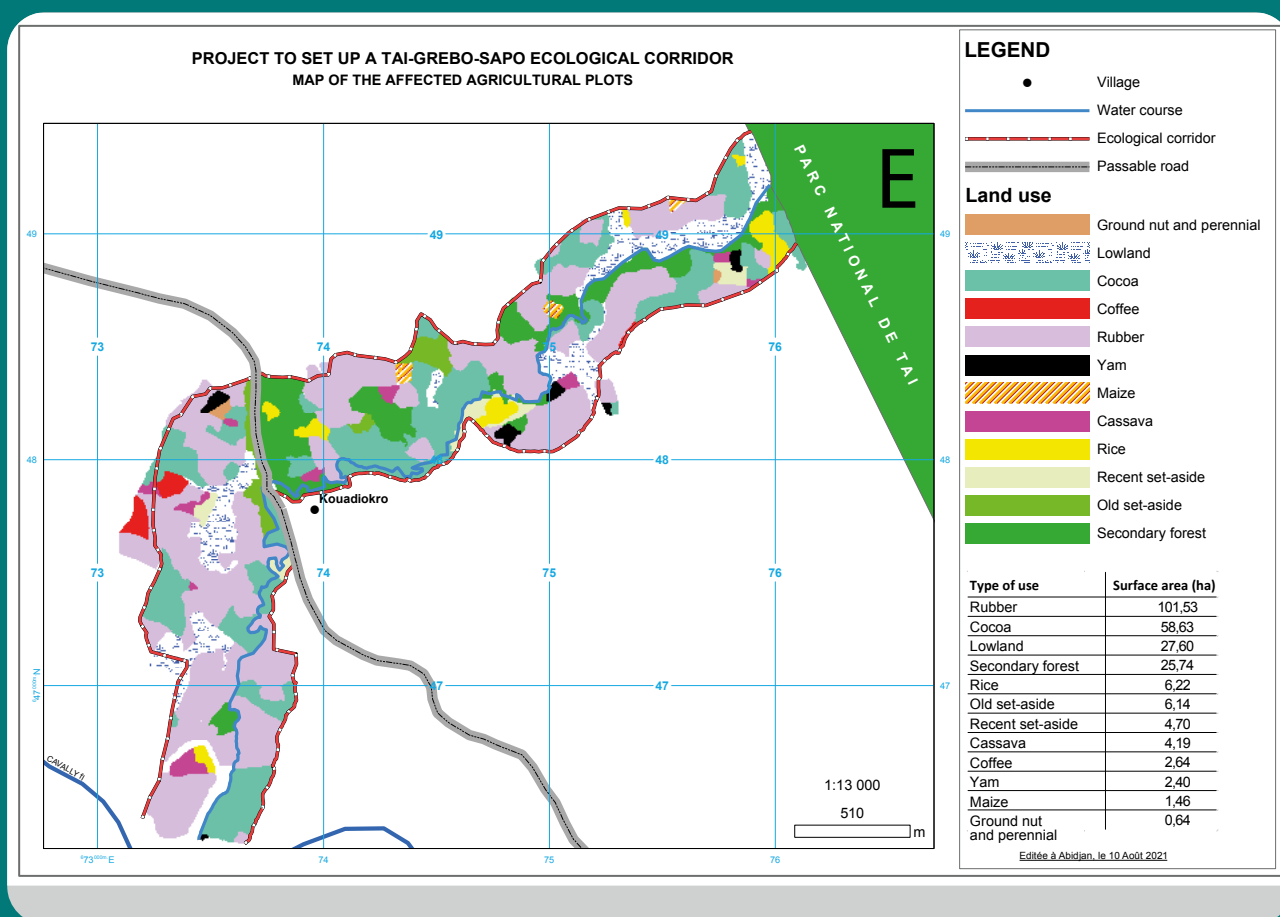 PROJECT TO SET UP A TAI-GREBO-SAPO ECOLOGICAL CORRIDOR
MAP OF THE AFFECTED AGRICULTURAL PLOTS
E
PARC NATIONAL DE TAI
49
49
49
49
73
74
75
76
48
48
48
Kouadiokro
73
74
75
76
47
47
47
47
CAVALLY fl
1:13 000
510
m
73 000m E
74
75
76
LEGEND
Village
Water course
Ecological corridor
Passable road
Land use
Ground nut and perennial
Lowland
Cocoa
Coffee
Rubber
Yam
Maize
Cassava
Rice
Recent set-aside
Old set-aside
Secondary forest
Type of use Surface area (ha)
Rubber 101,53
Cocoa 58,63
Lowland 27,60
Secondary forest 25,74
Rice 6,22
Old set-aside 6,14
Recent set-aside 4,70
Cassava 4,19
Coffee 2,64
Yam 2,40
Maize 1,46
Ground nut 0,64
and perennial
Editée à Abidjan, le 10 Août 2021